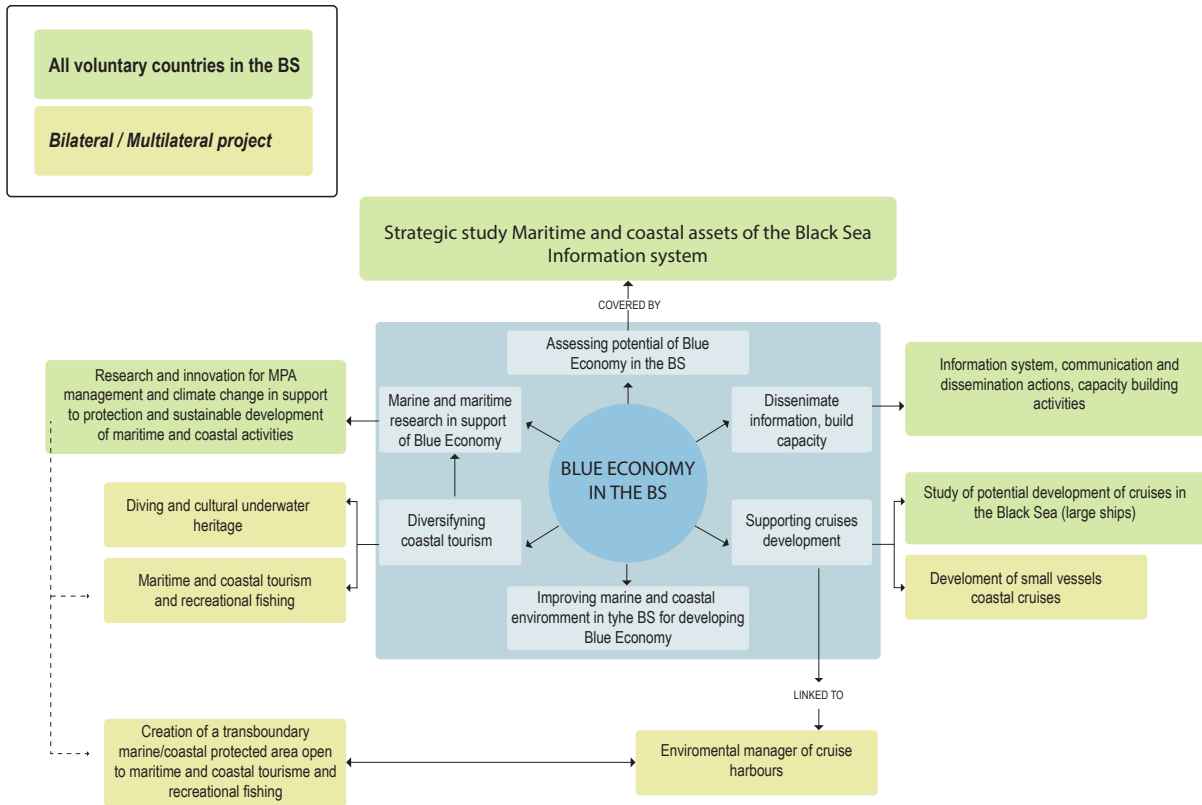 All voluntary countries in the BS
Bilateral / Multilateral project
Strategic study Maritime and coastal assets of the Black Sea
Information system
COVERED BY
Assessing potential of Blue
Economy in the BS
Research and innovation for MPA
management and climate change in support
to protection and sustainable development
of maritime and coastal activities
Marine and maritime
research in support
of Blue Economy
Dissenimate
information, build
capacity
Information system, communication and
dissemination actions, capacity building
activities
BLUE ECONOMY
IN THE BS
Diving and cultural underwater
heritage
Diversifyning
coastal tourism
Supporting cruises
development
Study of potential development of cruises in
the Black Sea (large ships)
Maritime and coastal tourism
and recreational fishing
Develoment of small vessels
coastal cruises
Improving marine and coastal
enviromment in tyhe BS for developing
Blue Economy
LINKED TO
Creation of a transboundary
marine/coastal protected area open
to maritime and coastal tourisme and
recreational fishing
Enviromental manager of cruise
harbours